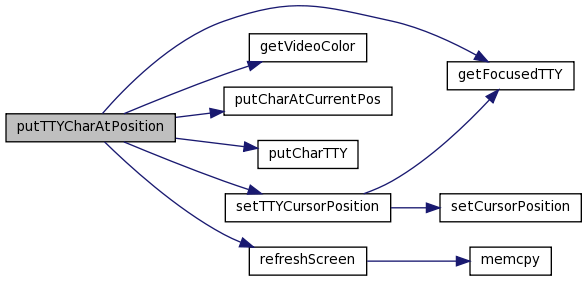 getVideoColor
getFocusedTTY
putCharAtCurrentPos
putTTYCharAtPosition
putCharTTY
setTTYCursorPosition
setCursorPosition
refreshScreen
memcpy